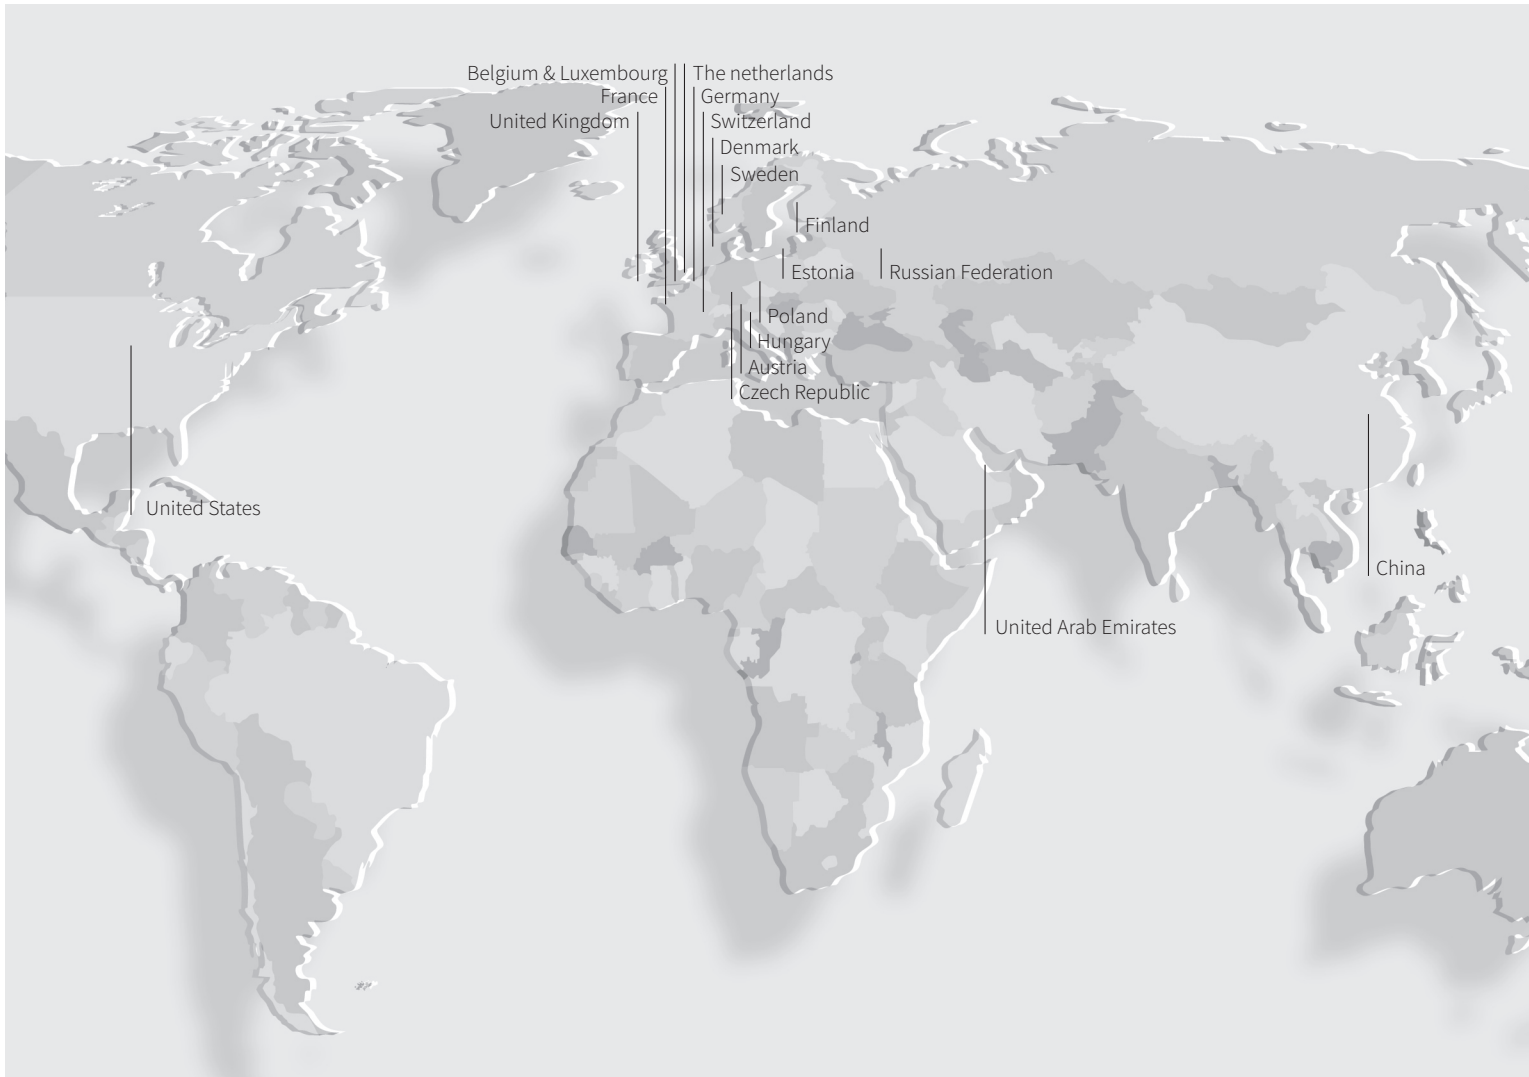 Belgium & Luxembourg
The netherlands
France
Germany
United Kingdom
Switzerland
Denmark
Sweden
Finland
Estonia
Russian Federation
Poland
Hungary
Austria
Czech Republic
United States
China
United Arab Emirates